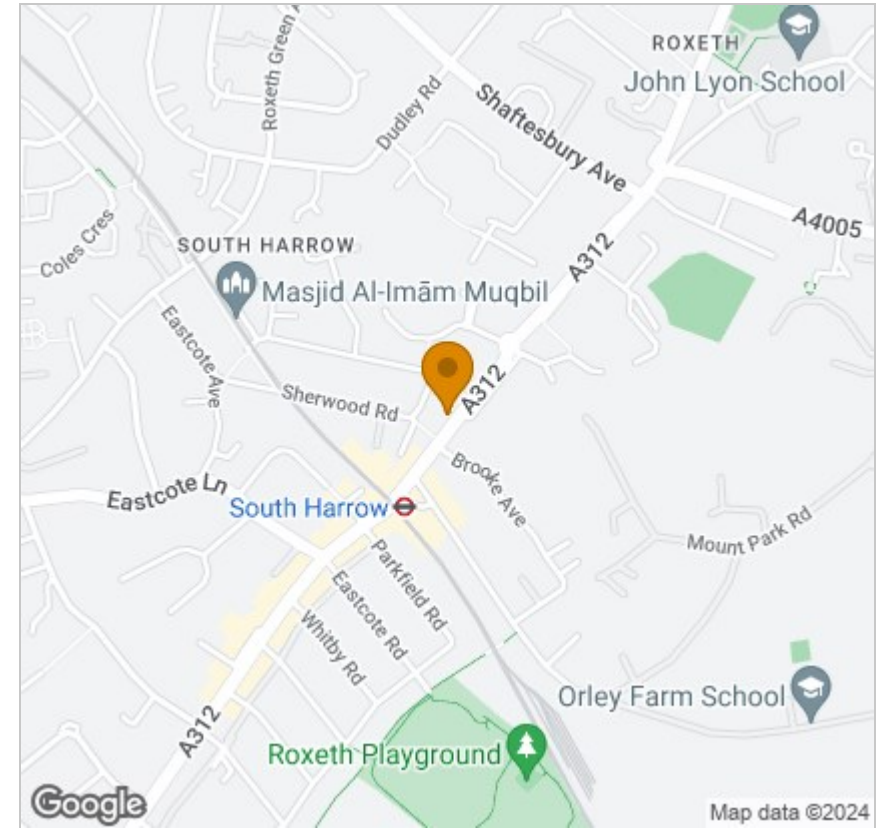 Roxeth Green A
ROXETH
John Lyon School
Dudley Rd
Shaftesbury Ave
A4005
Coles Cres
SOUTH HARROW
A312
Masjid Al-Imām Muqbil
Eastcote Ave
Sherwood Rd
A312
Brooke Ave
Eastcote Ln
South Harrow
Mount Park Rd
Parkfield Rd
Eastcote Rd
Whitby Rd
Orley Farm School
A312
Roxeth Playground
Google
Map data ©2024